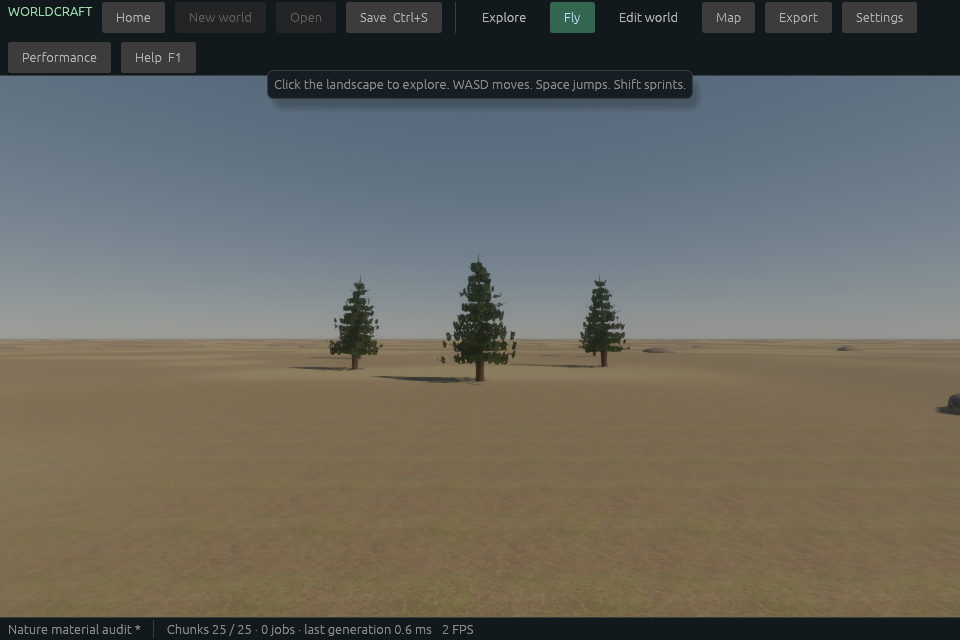 WORLDCRAFT Home New world Open Save Ctrl+S Explore Fly Edit world Map Export Settings
Performance Help F1
Click the landscape to explore. WASD moves. Space jumps. Shift sprints.
Nature material audit * Chunks 25 / 25 · 0 jobs · last generation 0.6 ms 2 FPS